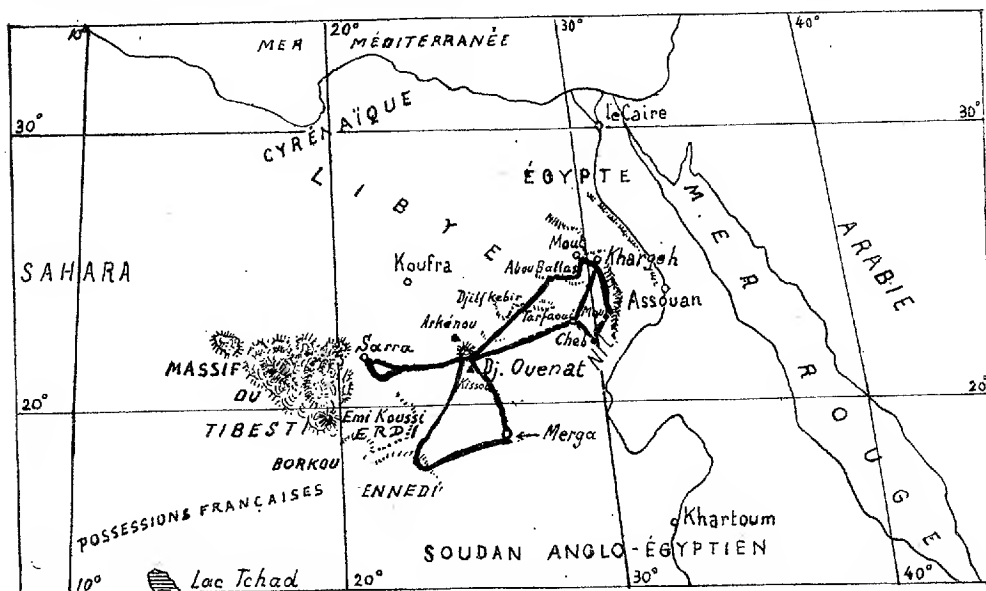 10°
20°
30°
40°
MER MÉDITERRANÉE
30°
30°
CYRÉNAÏQUE
le Caire
LIBYE
ÉGYPTE
MER ROUGE
ARABIE
SAHARA
Koufra
Mout
Khargeh
Abou Ballas
Assouan
Djilf Kebir
Tarfaoui
Askénou
Cheb
Sarra
NIL
MASSIF
DU
TIBESTI
Dj. Ouenat
Kissou
20°
20°
Emi Koussi
ERDI
Merga
BORKOU
ENNEDI
POSSESSIONS FRANÇAISES
Khartoum
SOUDAN ANGLO-ÉGYPTIEN
10°
Lac Tchad
20°
30°
40°